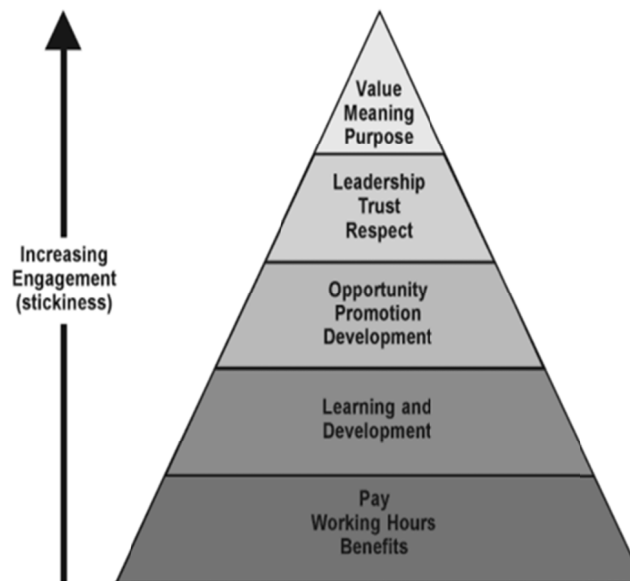 Value
Meaning
Purpose
Leadership
Trust
Respect
Increasing
Engagement
(stickiness)
Opportunity
Promotion
Development
Learning and
Development
Pay
Working Hours
Benefits